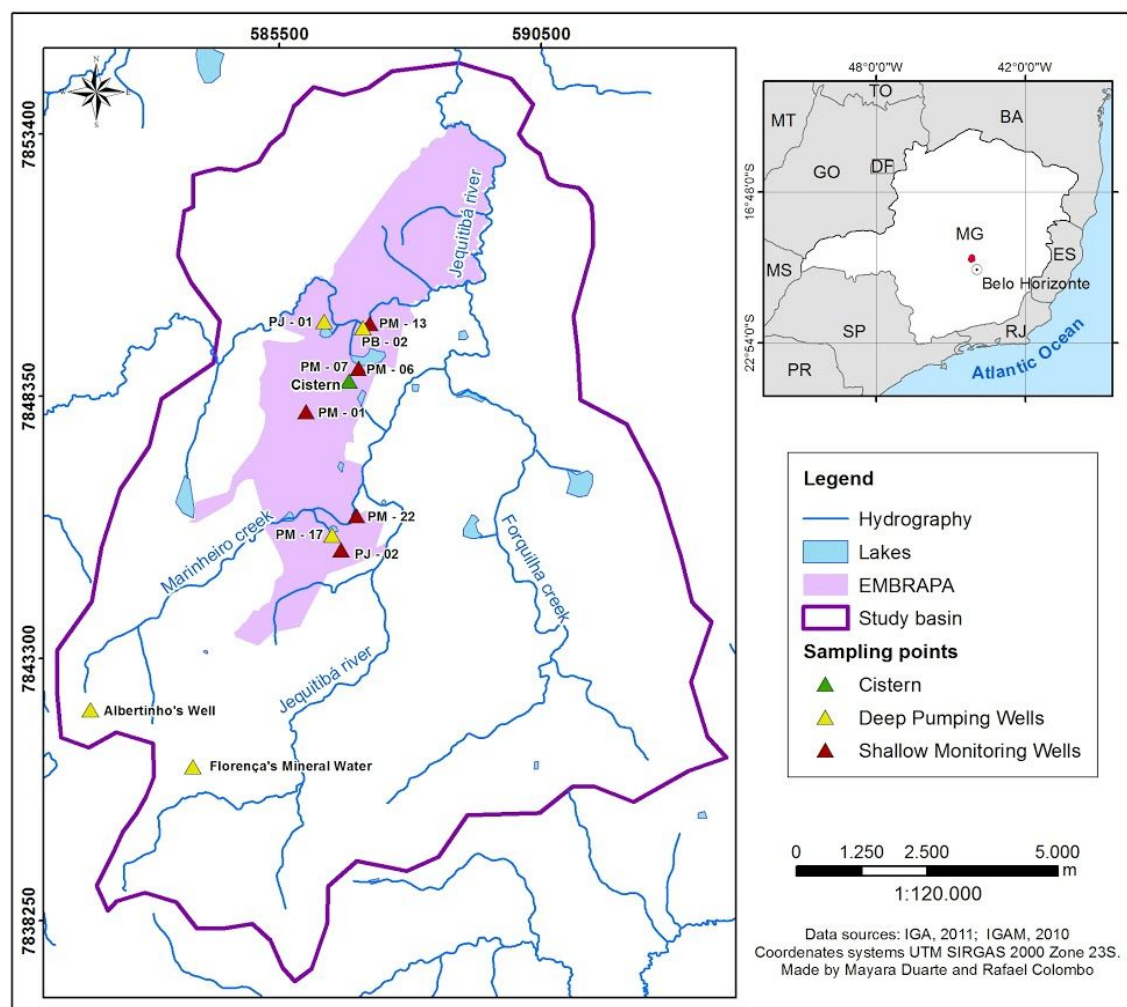 585500
590500
7853400
7848350
7843300
7838250
N
W
E
S
Jequitibá river
PJ - 01
PM - 13
PB - 02
PM - 07
PM - 06
Cistern
PM - 01
PM - 22
PM - 17
PJ - 02
Marinheiro creek
Forquilha creek
Jequitibá river
Albertinho's Well
Florença's Mineral Water
48°0'0"W
42°0'0"W
16°48'0"S
22°54'0"S
TO
MT
BA
GO
DF
MG
ES
MS
Belo Horizonte
SP
RJ
PR
Atlantic Ocean
Legend
Hydrography
Lakes
EMBRAPA
Study basin
Sampling points
Cistern
Deep Pumping Wells
Shallow Monitoring Wells
0 1.250 2.500 5.000
m
1:120.000
Data sources: IGA, 2011; IGAM, 2010
Coordenates systems UTM SIRGAS 2000 Zone 23S.
Made by Mayara Duarte and Rafael Colombo